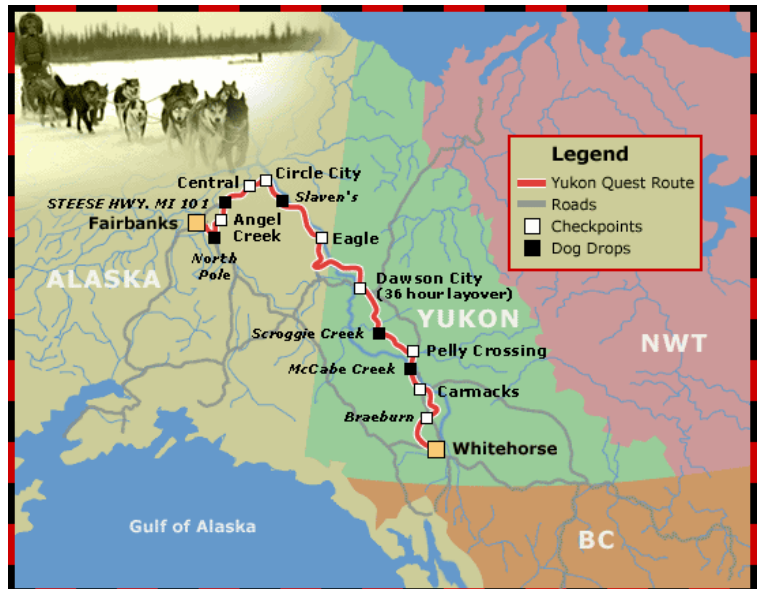 Legend
Yukon Quest Route
Roads
Checkpoints
Dog Drops
Circle City
Central
Slaven's
STEESE HWY. MI 101
Fairbanks
Angel
Creek
North
Pole
Eagle
ALASKA
Dawson City
(36 hour layover)
YUKON
Scroggie Creek
Pelly Crossing
NWT
McCabe Creek
Carmacks
Braeburn
Whitehorse
Gulf of Alaska
BC